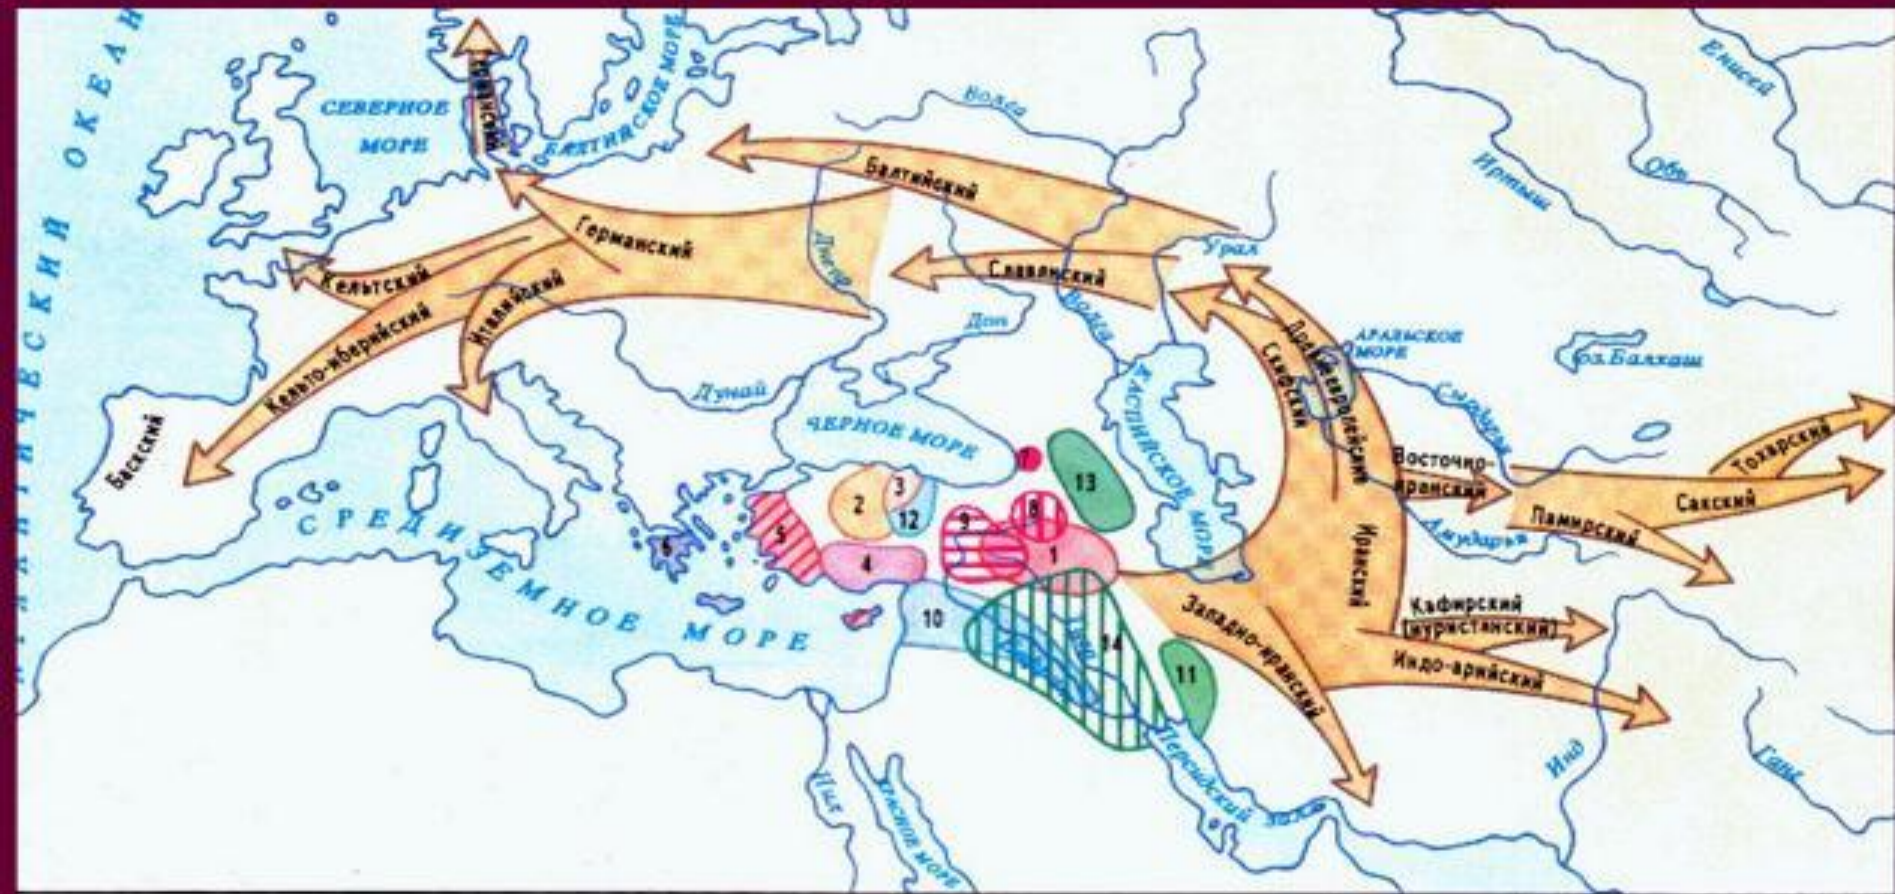 АТЛАНТИЧЕСКИЙ ОКЕАН
СЕВЕРНОЕ
МОРЕ
БАЛТИЙСКОЕ МОРЕ
Волга
Енисей
Обь
Иртыш
Балтийский
Германский
Днепр
Славянский
Урал
Кельтский
Кельто-иберийский
Италийский
Волга
Дон
Дунай
Скифский
Древнеевропейский
АРАЛЬСКОЕ
МОРЕ
оз.Балхаш
Сырдарья
Баскский
ЧЕРНОЕ МОРЕ
КАСПИЙСКОЕ МОРЕ
Восточно-
иранский
Тохарский
Сакский
Памирский
Амударья
Иранский
СРЕДИЗЕМНОЕ МОРЕ
7
13
2
3
12
5
9
8
6
4
1
10
14
11
Западно-иранский
Кафирский
(нуристанский)
Индо-арийский
Инд
Ганг
Нил
КРАСНОЕ МОРЕ
Персидский зал